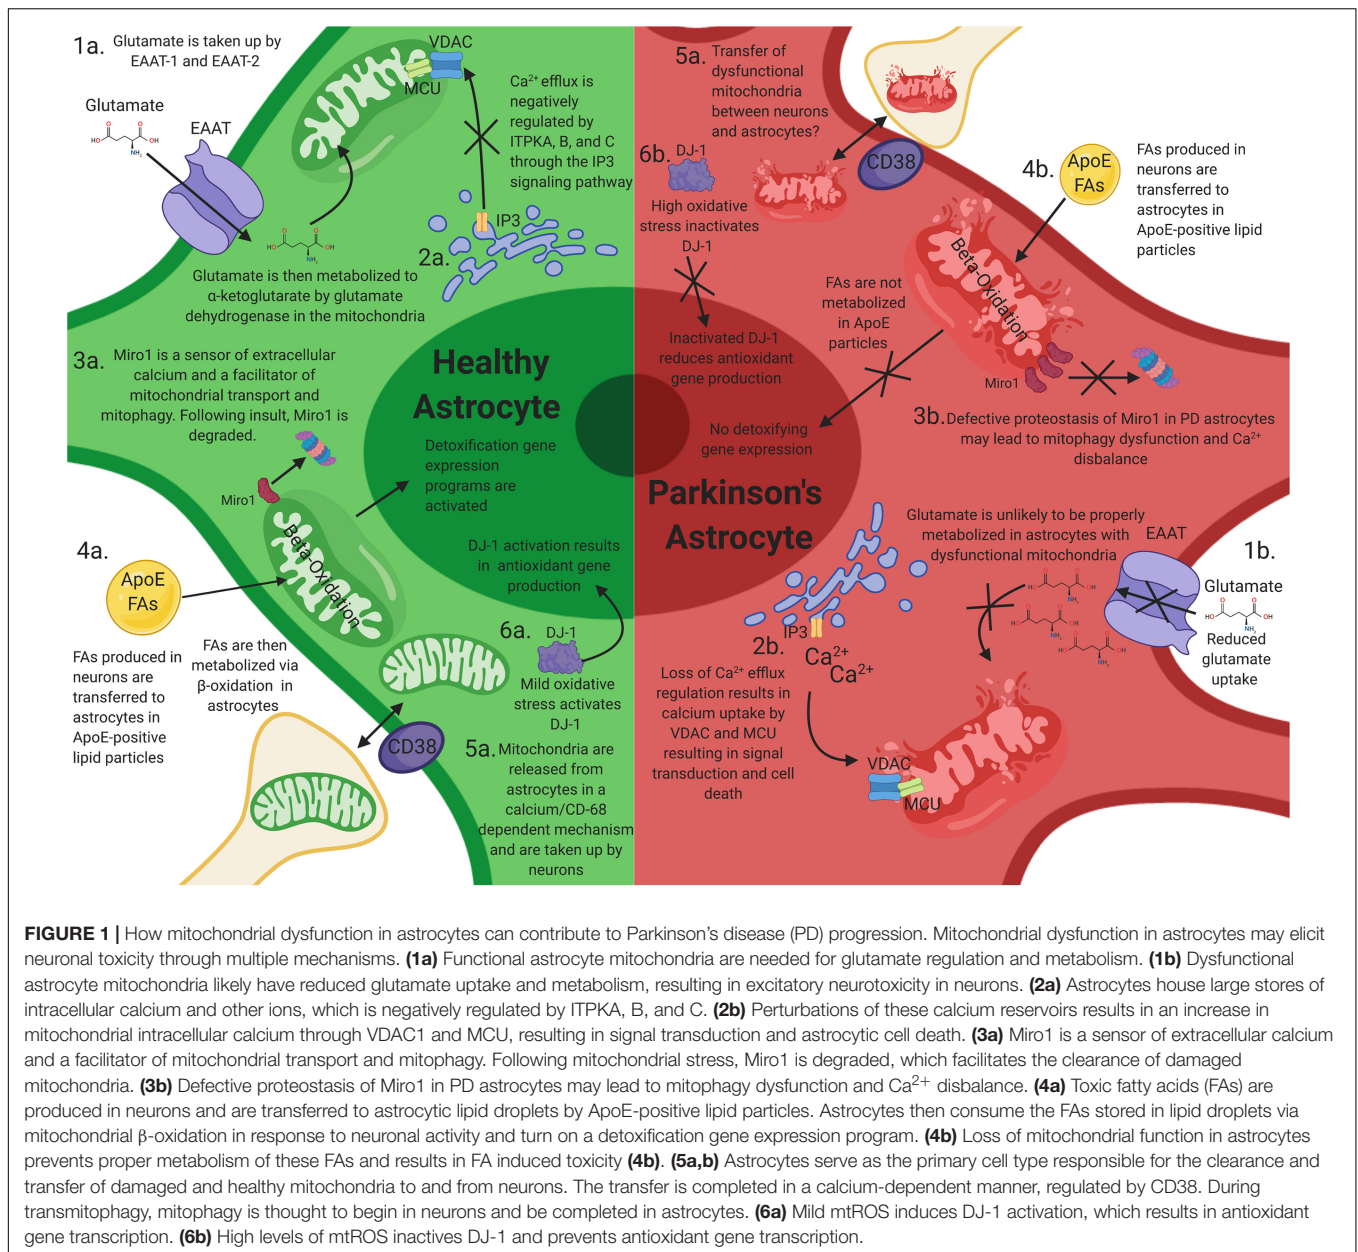 1a. Glutamate is taken up by
EAAT-1 and EAAT-2
Glutamate
EAAT
HO
O
O
OH
NH₂
HO
O
O
OH
NH₂
Glutamate is then metabolized to
α-ketoglutarate by glutamate
dehydrogenase in the mitochondria
VDAC
MCU
Ca²⁺ efflux is
negatively
regulated by
ITPKA, B, and C
through the IP3
signaling pathway
IP3
2a.
3a. Miro1 is a sensor of extracellular
calcium and a facilitator of
mitochondrial transport and
mitophagy. Following insult, Miro1 is
degraded.
Miro1
Beta-Oxidation
Healthy
Astrocyte
Detoxification gene
expression
programs are
activated
4a.
ApoE
FAs
FAs produced in
neurons are
transferred to
astrocytes in
ApoE-positive
lipid particles
FAs are then
metabolized via
β-oxidation in
astrocytes
DJ-1 activation results
in antioxidant gene
production
6a. DJ-1
Mild oxidative
stress activates
DJ-1
CD38
5a. Mitochondria are
released from
astrocytes in a
calcium/CD-68
dependent mechanism
and are taken up by
neurons
5a. Transfer of
dysfunctional
mitochondria
between neurons
and astrocytes?
CD38
6b. DJ-1
High oxidative
stress inactivates
DJ-1
Inactivated DJ-1
reduces antioxidant
gene production
4b. ApoE
FAs
FAs produced in
neurons are
transferred to
astrocytes in
ApoE-positive lipid
particles
Beta-Oxidation
FAs are not
metabolized
in ApoE
particles
Miro1
No detoxifying
gene expression
3b. Defective proteostasis of Miro1 in PD astrocytes
may lead to mitophagy dysfunction and Ca²⁺
disbalance
Parkinson's
Astrocyte
Glutamate is unlikely to be properly
metabolized in astrocytes with
dysfunctional mitochondria
EAAT
1b.
Glutamate
HO
O
O
OH
NH₂
Reduced
glutamate
uptake
HO
O
O
OH
NH₂
HO
O
O
OH
NH₂
HO
O
O
OH
NH₂
IP3
Ca²⁺
Ca²⁺
2b.
Loss of Ca²⁺ efflux
regulation results in
calcium uptake by
VDAC and MCU
resulting in signal
transduction and cell
death
VDAC
MCU
FIGURE 1 | How mitochondrial dysfunction in astrocytes can contribute to Parkinson's disease (PD) progression. Mitochondrial dysfunction in astrocytes may elicit
neuronal toxicity through multiple mechanisms. (1a) Functional astrocyte mitochondria are needed for glutamate regulation and metabolism. (1b) Dysfunctional
astrocyte mitochondria likely have reduced glutamate uptake and metabolism, resulting in excitatory neurotoxicity in neurons. (2a) Astrocytes house large stores of
intracellular calcium and other ions, which is negatively regulated by ITPKA, B, and C. (2b) Perturbations of these calcium reservoirs results in an increase in
mitochondrial intracellular calcium through VDAC1 and MCU, resulting in signal transduction and astrocytic cell death. (3a) Miro1 is a sensor of extracellular calcium
and a facilitator of mitochondrial transport and mitophagy. Following mitochondrial stress, Miro1 is degraded, which facilitates the clearance of damaged
mitochondria. (3b) Defective proteostasis of Miro1 in PD astrocytes may lead to mitophagy dysfunction and Ca²⁺ disbalance. (4a) Toxic fatty acids (FAs) are
produced in neurons and are transferred to astrocytic lipid droplets by ApoE-positive lipid particles. Astrocytes then consume the FAs stored in lipid droplets via
mitochondrial β-oxidation in response to neuronal activity and turn on a detoxification gene expression program. (4b) Loss of mitochondrial function in astrocytes
prevents proper metabolism of these FAs and results in FA induced toxicity (4b). (5a,b) Astrocytes serve as the primary cell type responsible for the clearance and
transfer of damaged and healthy mitochondria to and from neurons. The transfer is completed in a calcium-dependent manner, regulated by CD38. During
transmitophagy, mitophagy is thought to begin in neurons and be completed in astrocytes. (6a) Mild mtROS induces DJ-1 activation, which results in antioxidant
gene transcription. (6b) High levels of mtROS inactives DJ-1 and prevents antioxidant gene transcription.